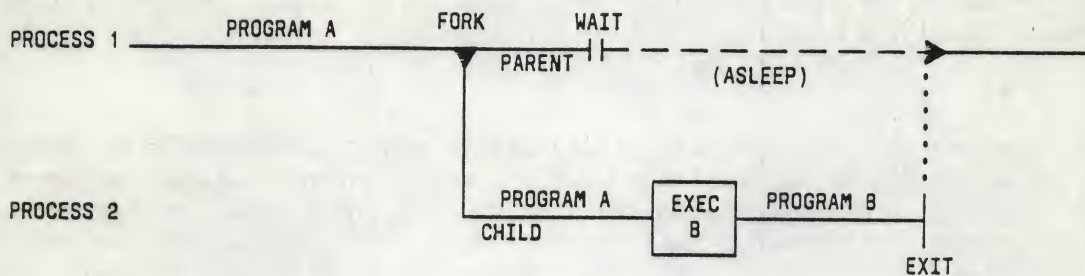 FORK
WAIT
PROGRAM A
PROCESS 1
PARENT
(ASLEEP)
PROGRAM A
EXEC
B
PROGRAM B
PROCESS 2
CHILD
EXIT